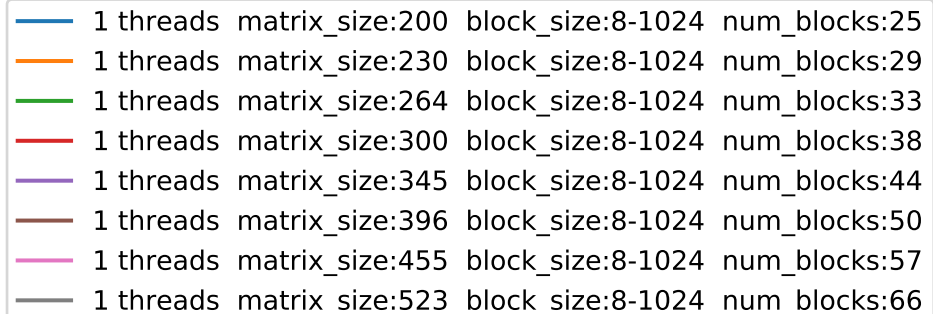 1 threads  matrix_size:200  block_size:8-1024  num_blocks:25
1 threads  matrix_size:230  block_size:8-1024  num_blocks:29
1 threads  matrix_size:264  block_size:8-1024  num_blocks:33
1 threads  matrix_size:300  block_size:8-1024  num_blocks:38
1 threads  matrix_size:345  block_size:8-1024  num_blocks:44
1 threads  matrix_size:396  block_size:8-1024  num_blocks:50
1 threads  matrix_size:455  block_size:8-1024  num_blocks:57
1 threads  matrix_size:523  block_size:8-1024  num_blocks:66